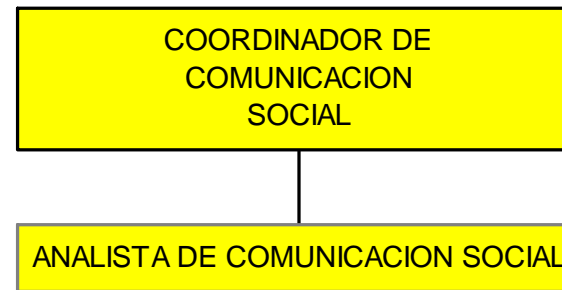 COORDINADOR DE
COMUNICACION
SOCIAL
ANALISTA DE COMUNICACION SOCIAL